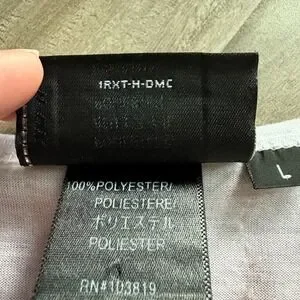 1RXT-H-DMC
L
100%POLYESTER/
POLIESTERE/
ポリエステル
POLIESTER
RN#103819